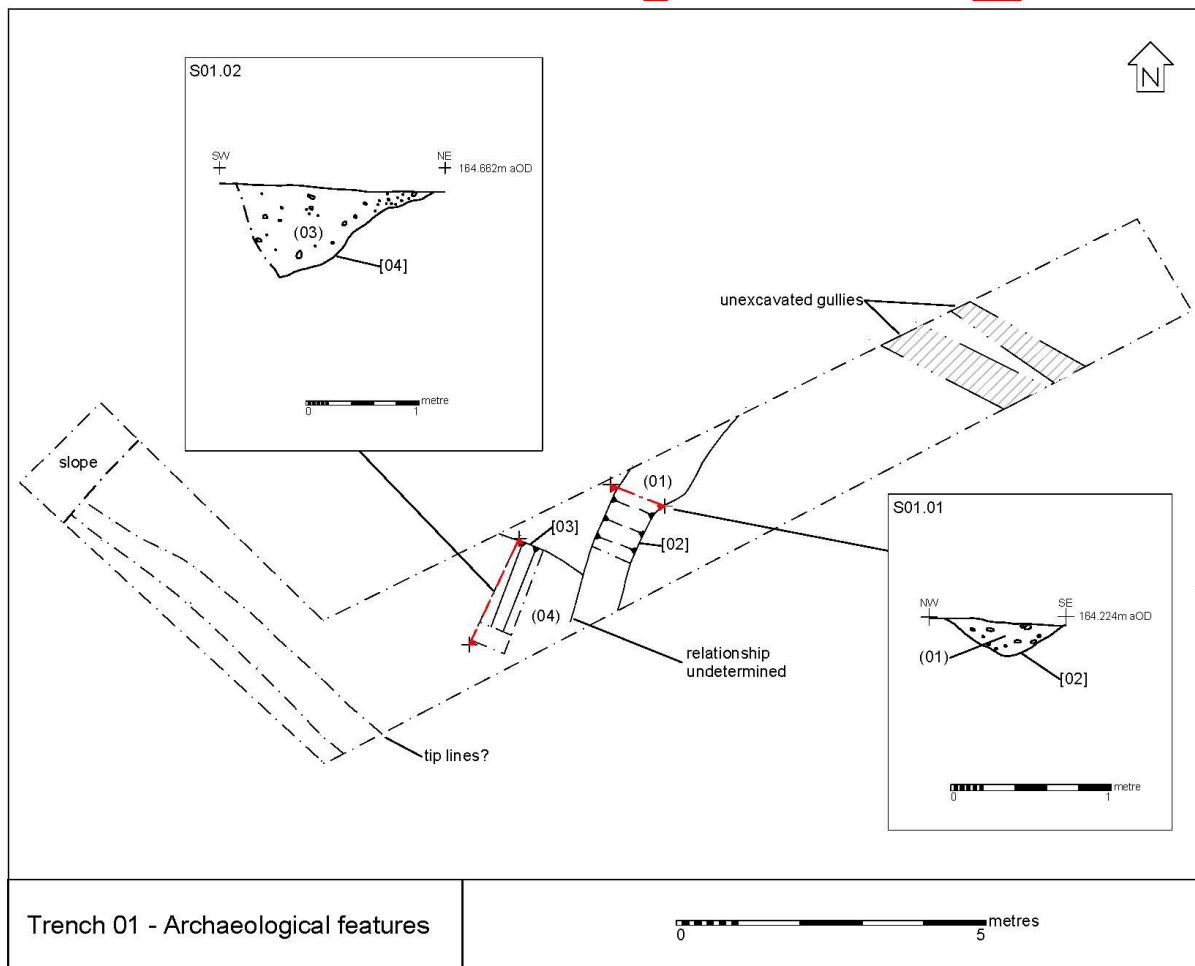 S01.02
N
SW
NE
164.662m aOD
(03)
[04]
metre
0
1
unexcavated gullies
slope
(01)
[03]
[02]
(04)
S01.01
NW
SE
164.224m aOD
(01)
[02]
relationship
undetermined
tip lines?
metre
0
1
Trench 01 - Archaeological features
metres
0
5